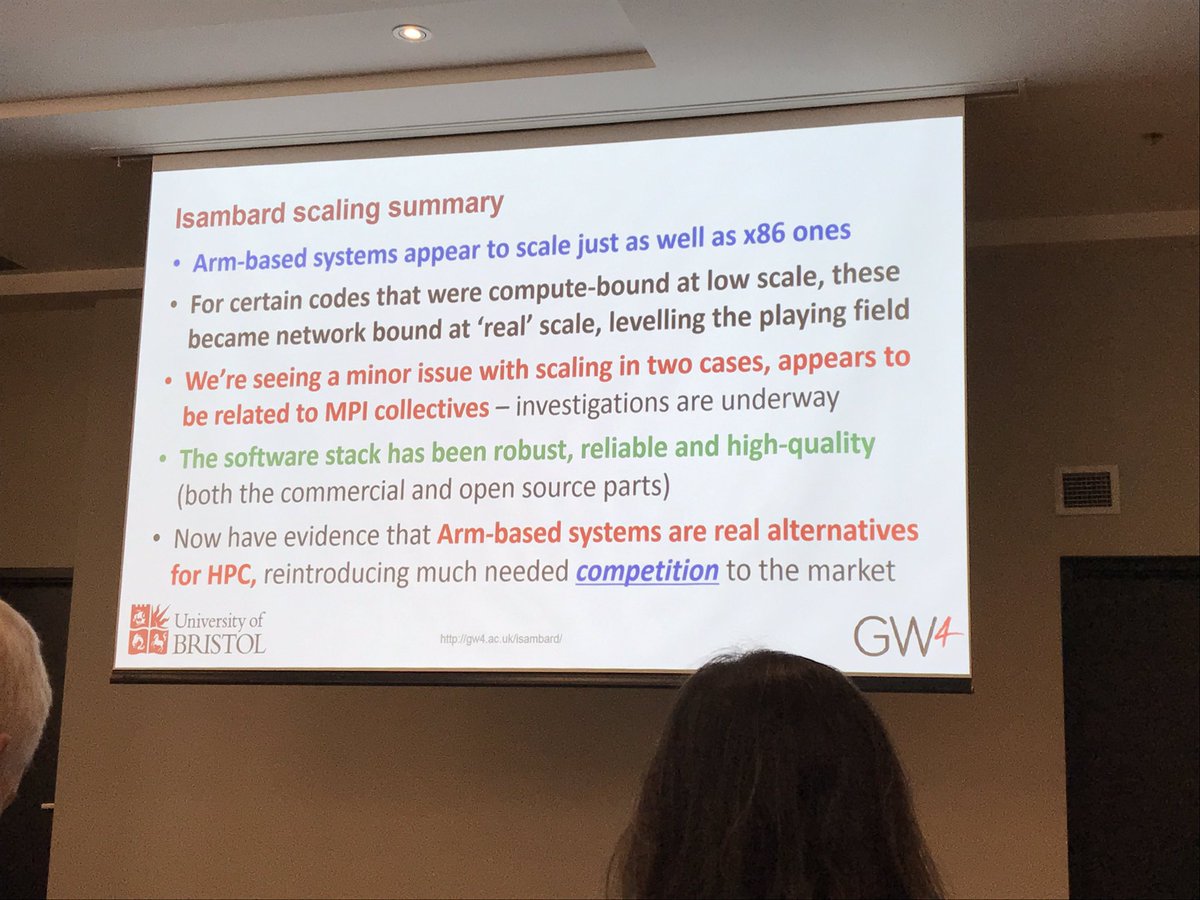 Isambard scaling summary
• Arm-based systems appear to scale just as well as x86 ones
• For certain codes that were compute-bound at low scale, these
became network bound at ‘real’ scale, levelling the playing field
• We’re seeing a minor issue with scaling in two cases, appears to
be related to MPI collectives – investigations are underway
• The software stack has been robust, reliable and high-quality
(both the commercial and open source parts)
• Now have evidence that Arm-based systems are real alternatives
for HPC, reintroducing much needed competition to the market
University of
BRISTOL
http://gw4.ac.uk/isambard/
GW4